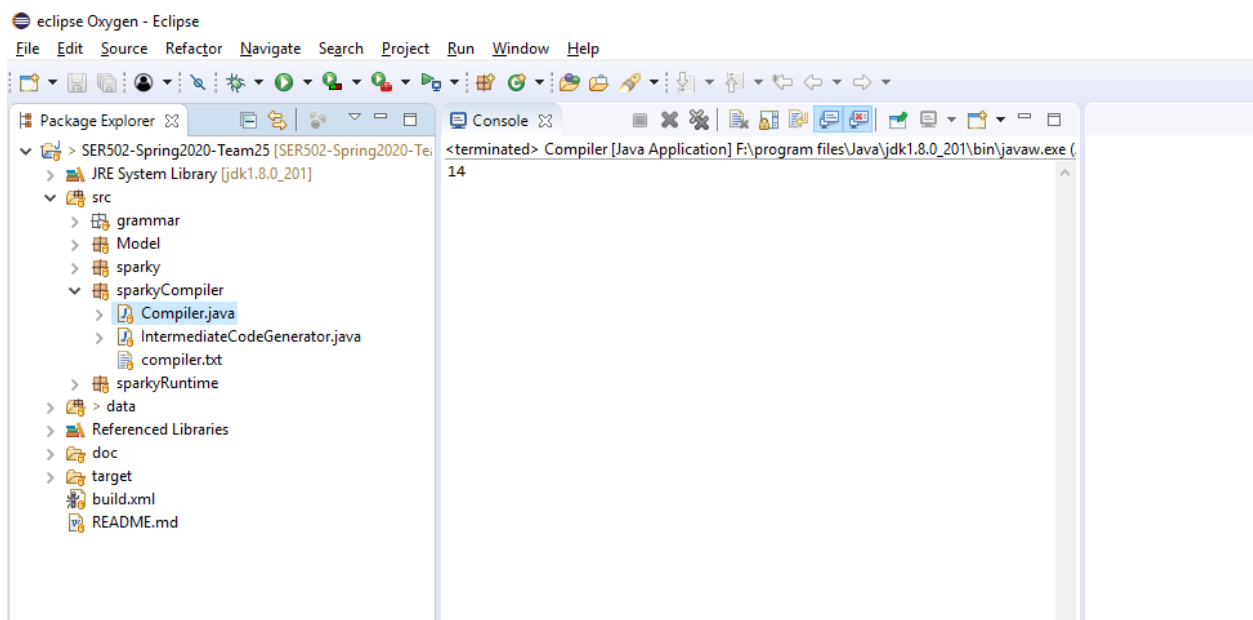 eclipse Oxygen - Eclipse
File Edit Source Refactor Navigate Search Project Run Window Help
Package Explorer
> SER502-Spring2020-Team25 [SER502-Spring2020-Te
JRE System Library [jdk1.8.0_201]
src
grammar
Model
sparky
sparkyCompiler
Compiler.java
IntermediateCodeGenerator.java
compiler.txt
sparkyRuntime
> data
Referenced Libraries
doc
target
build.xml
README.md
Console
<terminated> Compiler [Java Application] F:\program files\Java\jdk1.8.0_201\bin\javaw.exe (
14